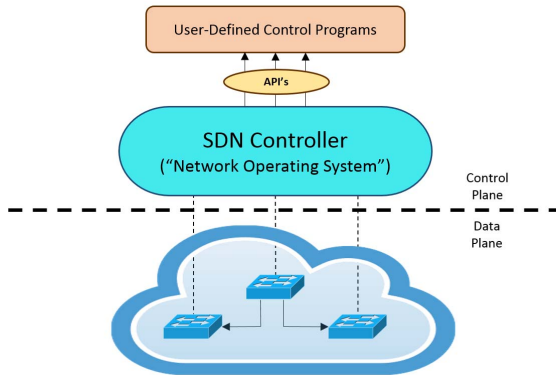 User-Defined Control Programs
API's
SDN Controller
("Network Operating System")
Control
Plane
Data
Plane